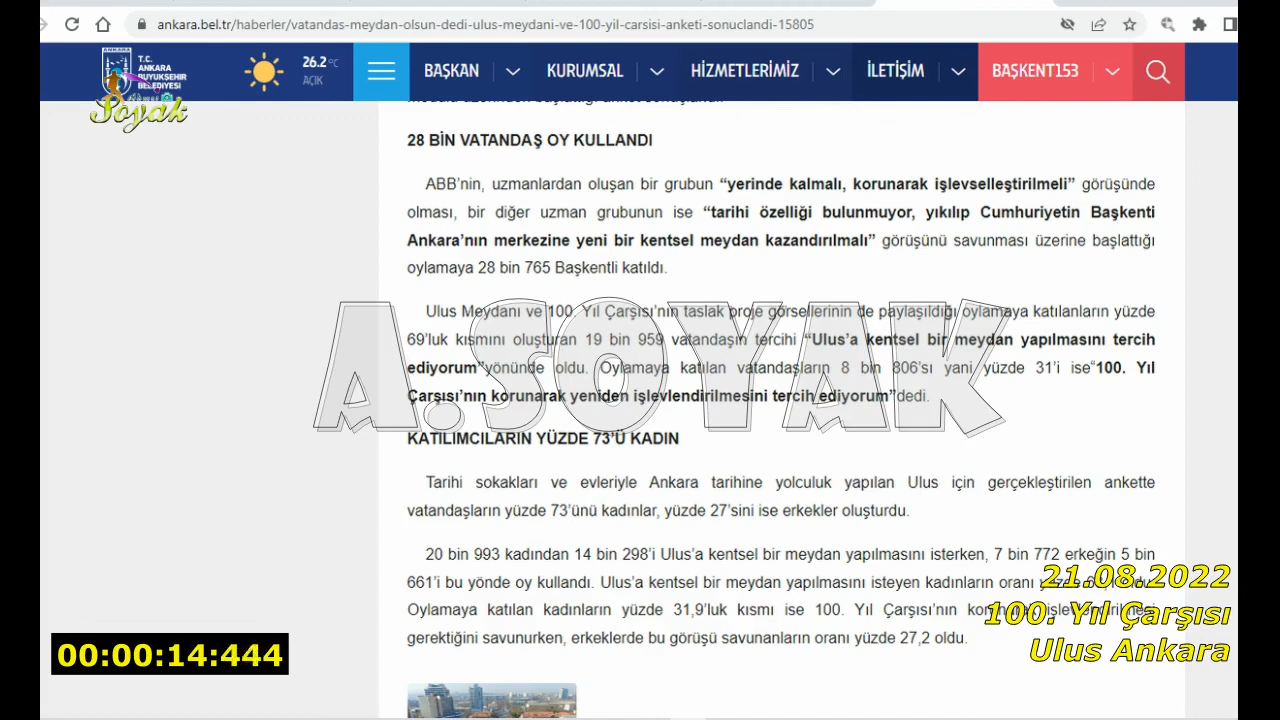 ankara.bel.tr/haberler/vatandas-meydan-olsun-dedi-ulus-meydani-ve-100-yil-carsisi-anketi-sonuclandi-15805
T.C.
ANKARA
BÜYÜKŞEHİR
BELEDİYESİ
Soyak
26.2°C
AÇIK
BAŞKAN
KURUMSAL
HİZMETLERİMİZ
İLETİŞİM
BAŞKENT153
28 BİN VATANDAŞ OY KULLANDI
ABB’nin, uzmanlardan oluşan bir grubun “yerinde kalmalı, korunarak işlevselleştirilmeli” görüşünde
olması, bir diğer uzman grubunun ise “tarihi özelliği bulunmuyor, yıkılıp Cumhuriyetin Başkenti
Ankara’nın merkezine yeni bir kentsel meydan kazandırılmalı” görüşünü savunması üzerine başlattığı
oylamaya 28 bin 765 Başkentli katıldı.
Ulus Meydanı ve 100. Yıl Çarşısı’nın taslak proje görsellerinin de paylaşıldığı oylamaya katılanların yüzde
69’luk kısmını oluşturan 19 bin 959 vatandaşın tercihi “Ulus’a kentsel bir meydan yapılmasını tercih
ediyorum”yönünde oldu. Oylamaya katılan vatandaşların 8 bin 806’sı yani yüzde 31’i ise“100. Yıl
Çarşısı’nın korunarak yeniden işlevlendirilmesini tercih ediyorum”dedi.
A.SOYAK
KATILIMCILARIN YÜZDE 73’Ü KADIN
Tarihi sokakları ve evleriyle Ankara tarihine yolculuk yapılan Ulus için gerçekleştirilen ankette
vatandaşların yüzde 73’ünü kadınlar, yüzde 27’sini ise erkekler oluşturdu.
20 bin 993 kadından 14 bin 298’i Ulus’a kentsel bir meydan yapılmasını isterken, 7 bin 772 erkeğin 5 bin
661’i bu yönde oy kullandı. Ulus’a kentsel bir meydan yapılmasını isteyen kadınların oranı
Oylamaya katılan kadınların yüzde 31,9’luk kısmı ise 100. Yıl Çarşısı’nın
gerektiğini savunurken, erkeklerde bu görüşü savunanların oranı yüzde 27,2 oldu.
21.08.2022
100. Yıl Çarşısı
Ulus Ankara
00:00:14:444